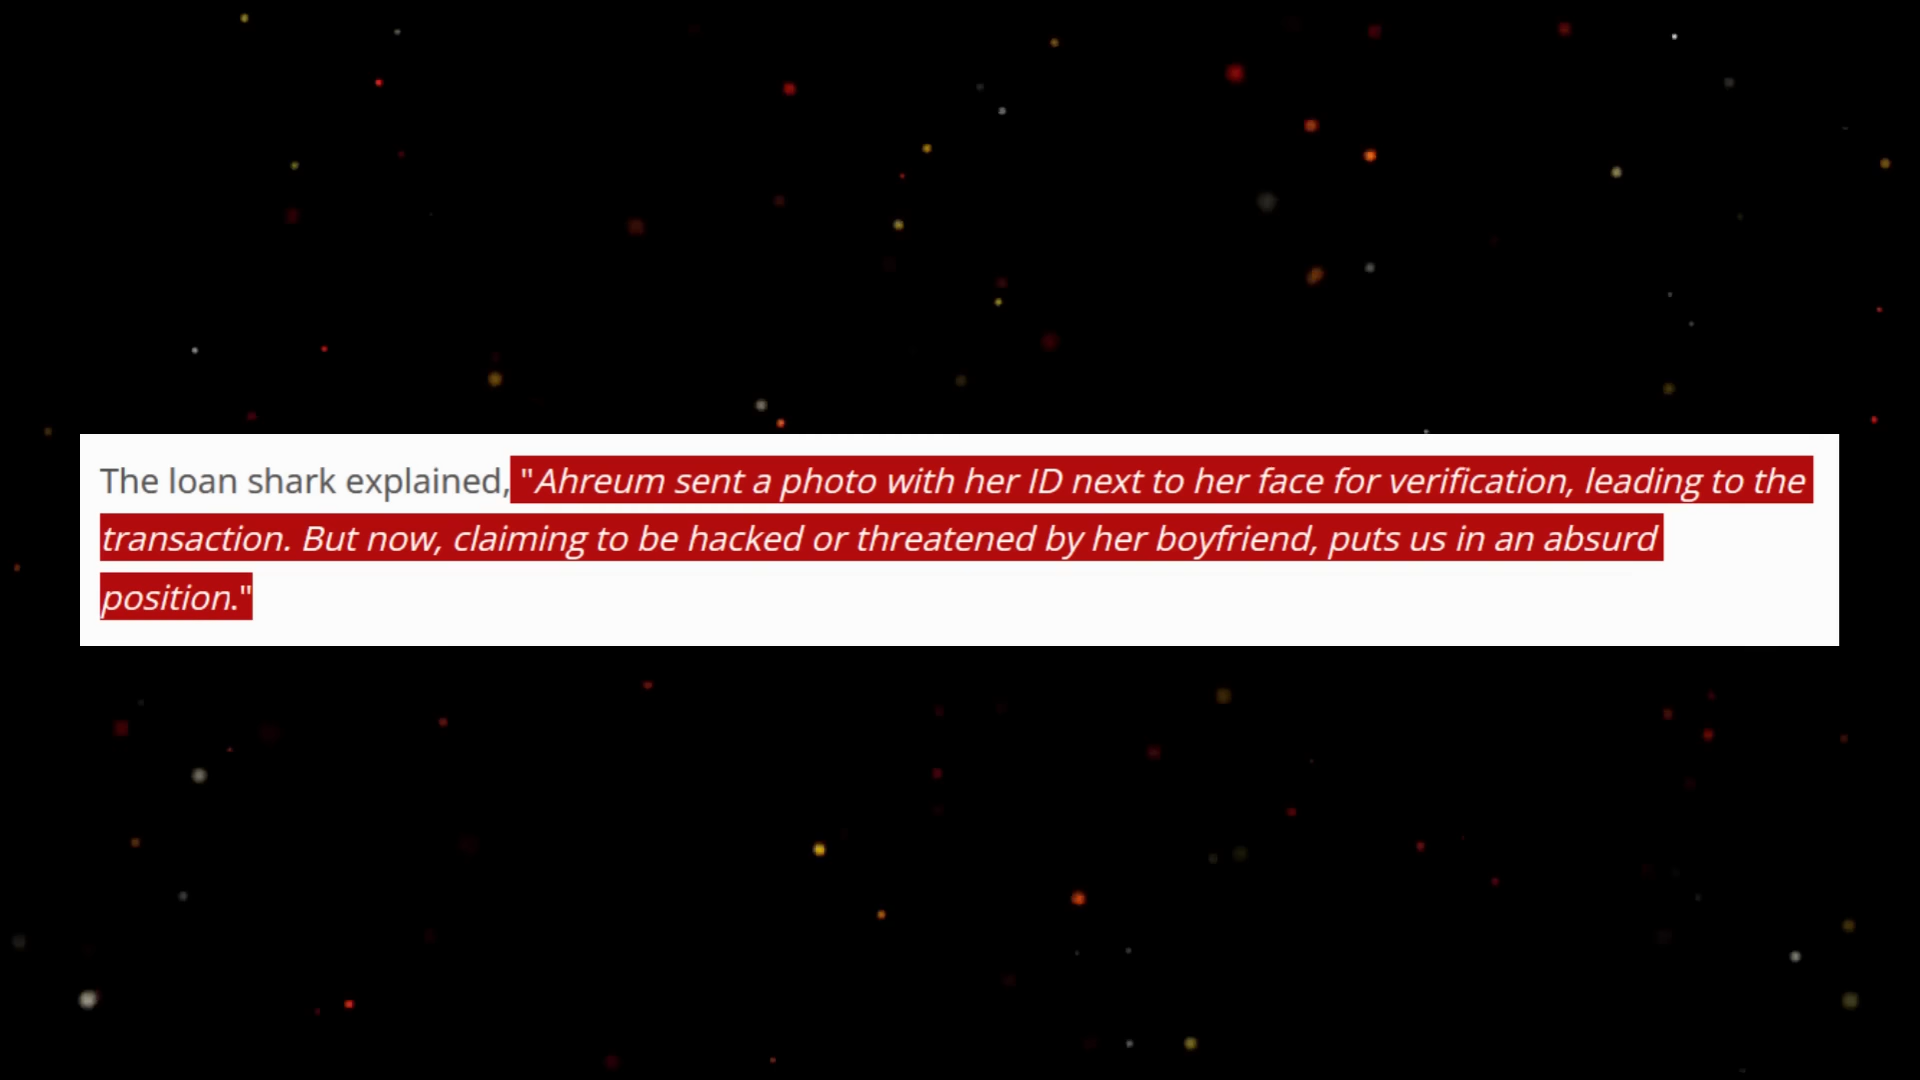 The loan shark explained, "Ahreum sent a photo with her ID next to her face for verification, leading to the
transaction. But now, claiming to be hacked or threatened by her boyfriend, puts us in an absurd
position."